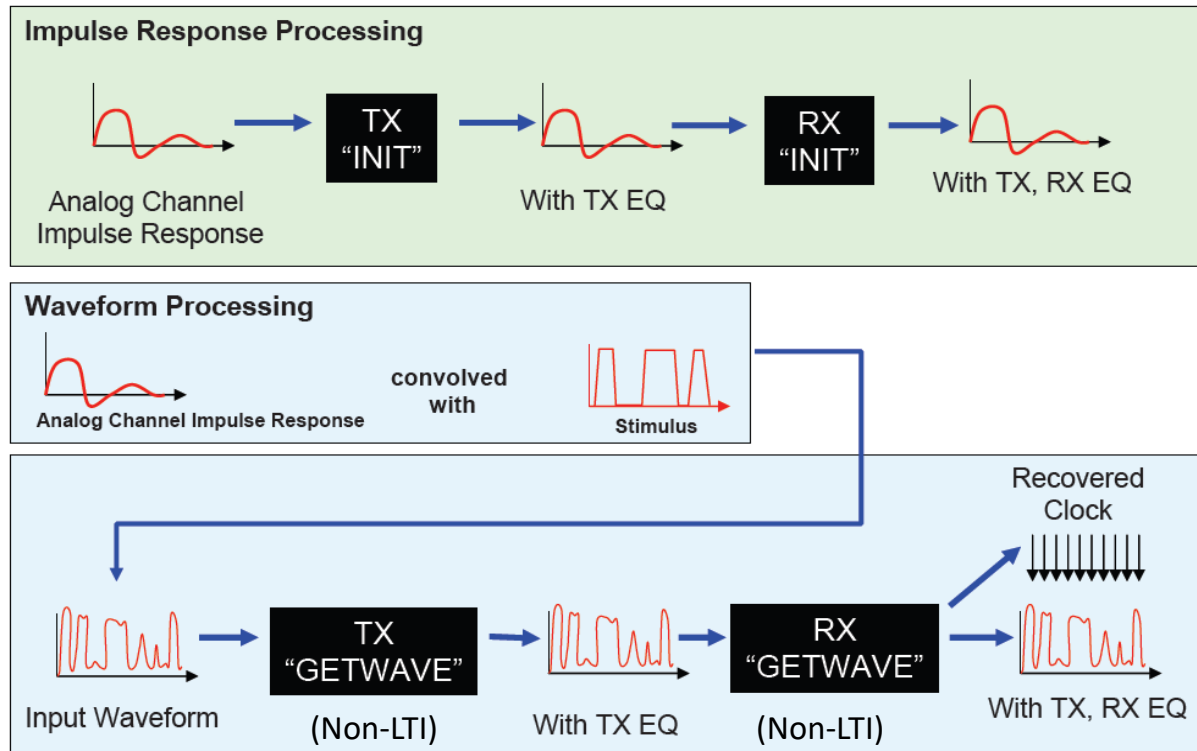 Impulse Response Processing
TX
“INIT”
RX
“INIT”
Analog Channel
Impulse Response
With TX EQ
With TX, RX EQ
Waveform Processing
convolved
with
Analog Channel Impulse Response
Stimulus
Recovered
Clock
TX
“GETWAVE”
RX
“GETWAVE”
Input Waveform
(Non-LTI)
With TX EQ
(Non-LTI)
With TX, RX EQ